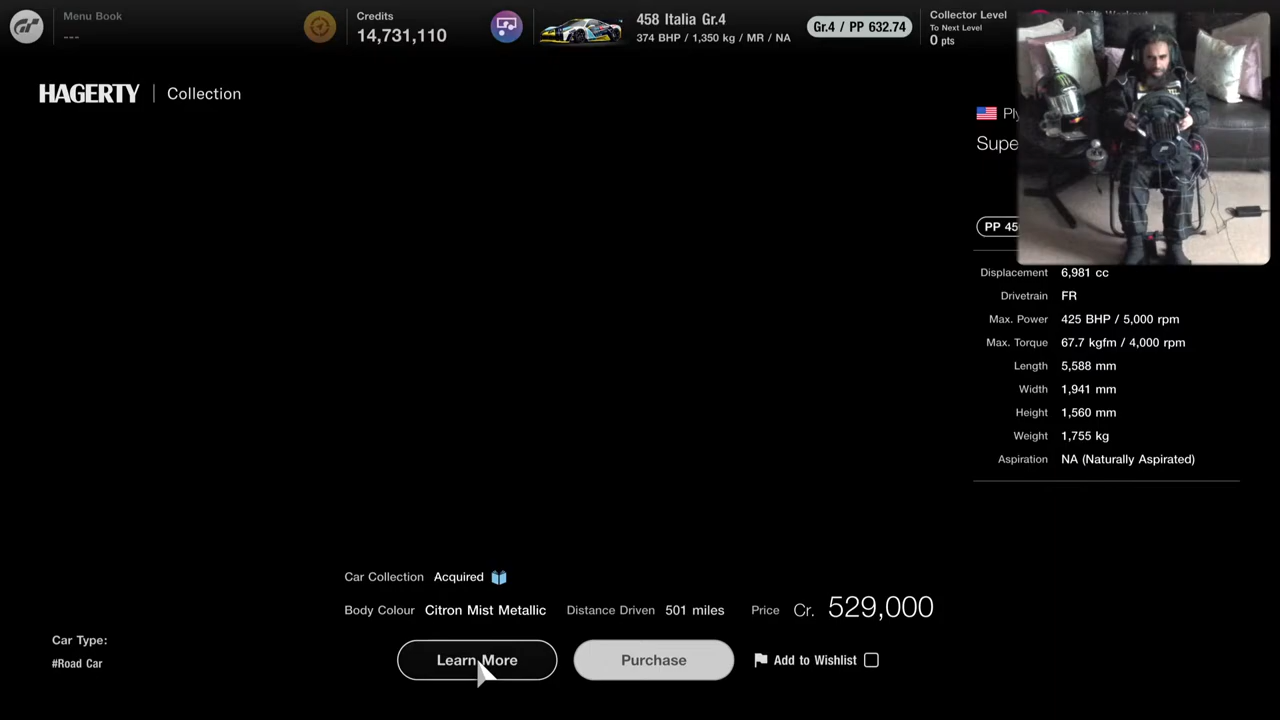 Menu Book
---
Credits
14,731,110
458 Italia Gr.4
374 BHP / 1,350 kg / MR / NA
Gr.4 / PP 632.74
Collector Level
To Next Level
0 pts
HAGERTY | Collection
Supe
PP 45
Displacement 6,981 cc
Drivetrain FR
Max. Power 425 BHP / 5,000 rpm
Max. Torque 67.7 kgfm / 4,000 rpm
Length 5,588 mm
Width 1,941 mm
Height 1,560 mm
Weight 1,755 kg
Aspiration NA (Naturally Aspirated)
Car Collection Acquired
Body Colour Citron Mist Metallic Distance Driven 501 miles Price Cr. 529,000
Car Type:
#Road Car
Learn More
Purchase
Add to Wishlist